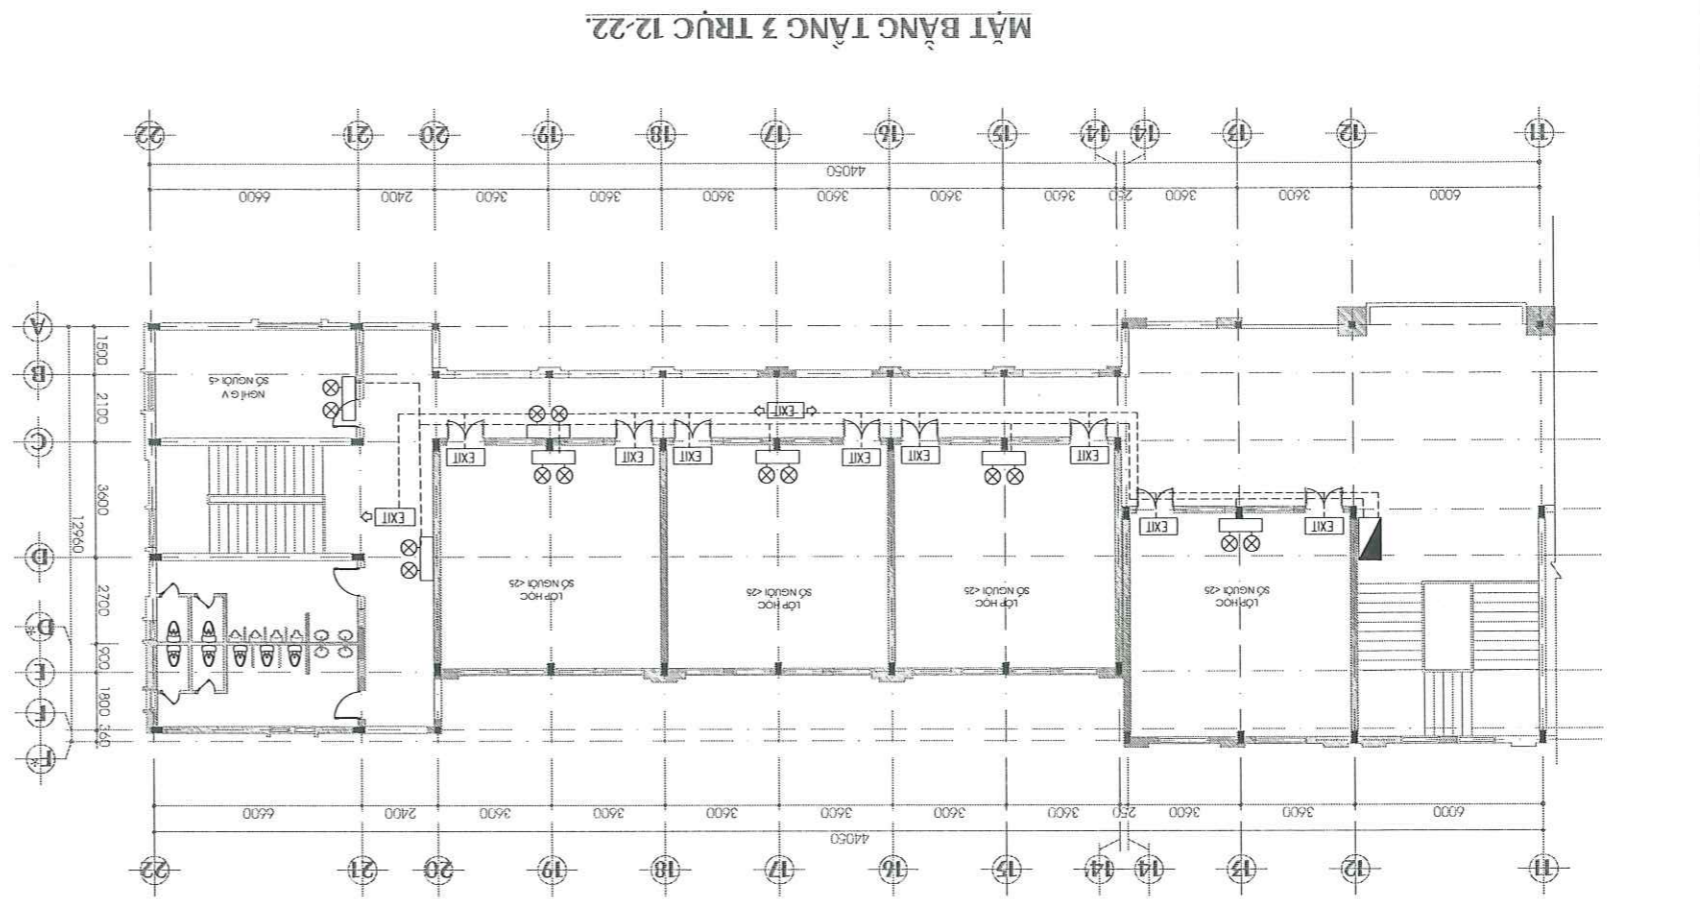 11 12 13 14 14' 15 16 17 18 19 20 21 22
44050
6000 3600 3600 250 3600 3600 3600 3600 3600 3600 2400 6600
360
1800
900
2700
3600
2100
1500
12960
D*
D
C
B
A
LỚP HỌC
SỐ NGƯỜI <25
LỚP HỌC
SỐ NGƯỜI <25
LỚP HỌC
SỐ NGƯỜI <25
LỚP HỌC
SỐ NGƯỜI <25
EXIT
EXIT
EXIT
EXIT
EXIT
EXIT
EXIT
EXIT
EXIT
EXIT
NGHỈ G V
SỐ NGƯỜI <5
6000 3600 3600 250 3600 3600 3600 3600 3600 3600 2400 6600
44050
11 12 13 14 14' 15 16 17 18 19 20 21 22
MẶT BẰNG TẦNG 3 TRỤC 12-22.